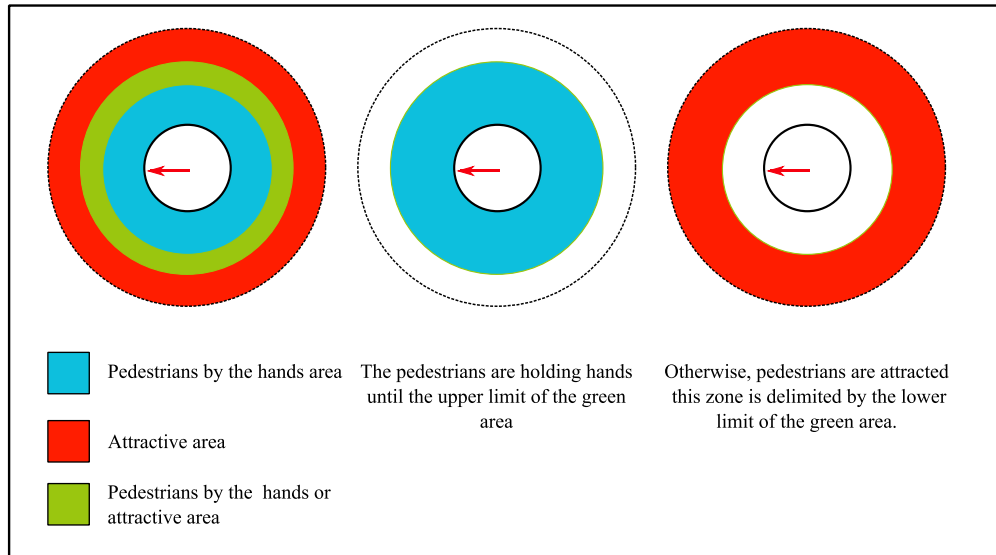 Pedestrians by the hands area
Attractive area
Pedestrians by the hands or
attractive area
The pedestrians are holding hands
until the upper limit of the green
area
Otherwise, pedestrians are attracted
this zone is delimited by the lower
limit of the green area.